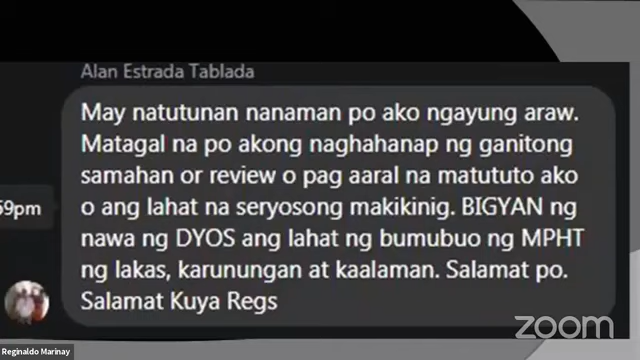 Alan Estrada Tablada
May natutunan nanaman po ako ngayung araw.
Matagal na po akong naghahanap ng ganitong
samahan or review o pag aaral na matututo ako
o ang lahat na seryosong makikinig. BIGYAN ng
59pm
nawa ng DYOS ang lahat ng bumubuo ng MPHT
ng lakas, karunungan at kaalaman. Salamat po.
Salamat Kuya Regs
zoom
Reginaldo Marinay